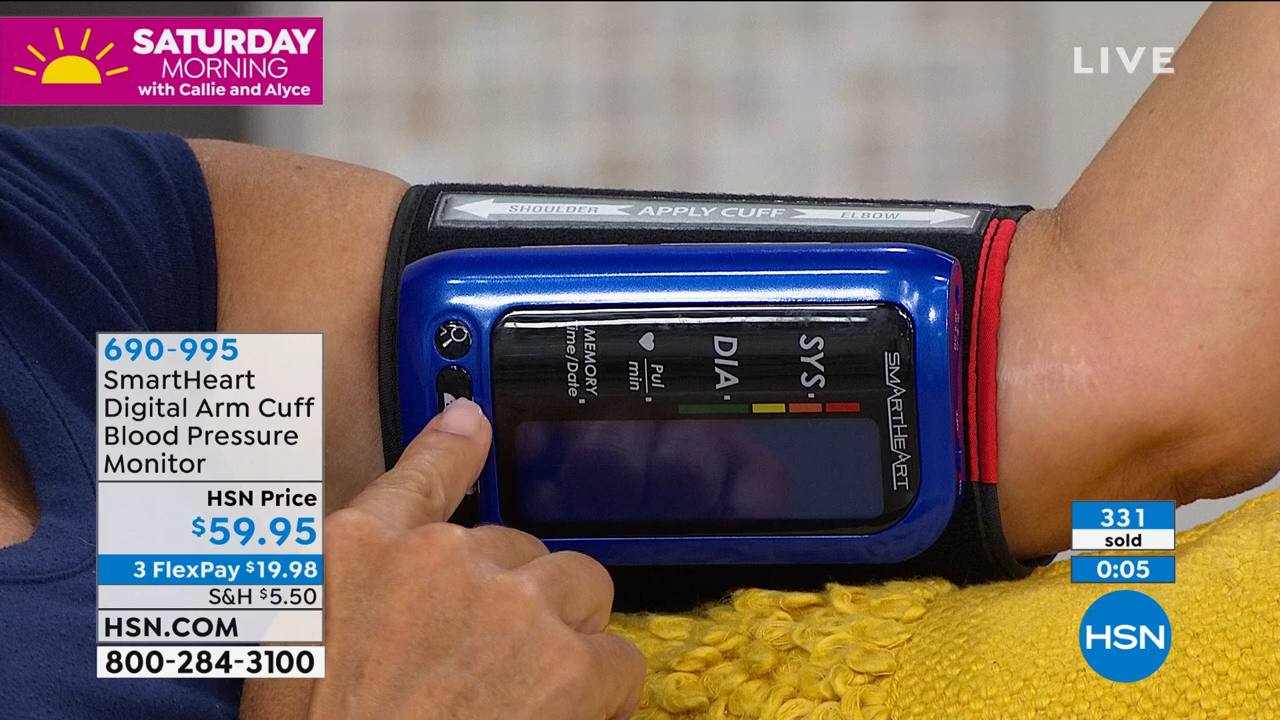 SATURDAY
MORNING
with Callie and Alyce
LIVE
SHOULDER APPLY CUFF ELBOW
SYS.
DIA.
Pul
min
MEMORY
ime/Date
SMARTHEART
690-995
SmartHeart
Digital Arm Cuff
Blood Pressure
Monitor
HSN Price
$59.95
3 FlexPay $19.98
S&H $5.50
HSN.COM
800-284-3100
331
sold
0:05
HSN